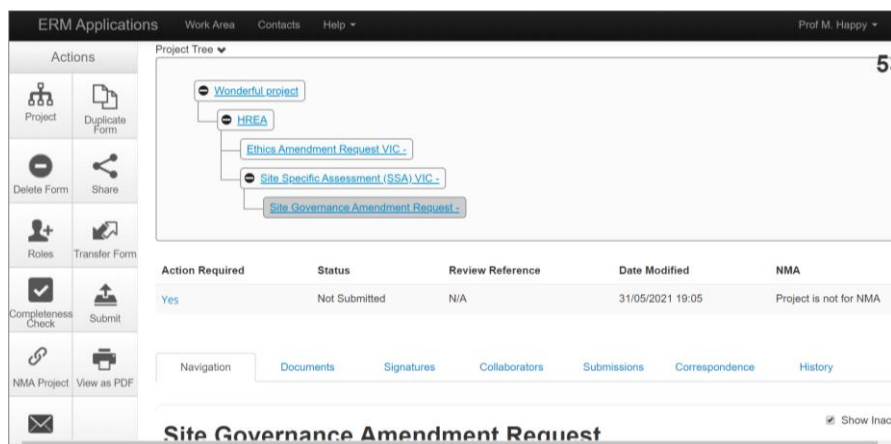 ERM Applications Work Area Contacts Help Prof M. Happy
Actions
Project Tree
Project
Duplicate
Form
Delete Form
Share
Roles
Transfer Form
Completeness
Check
Submit
NMA Project
View as PDF
Wonderful project
HREA
Ethics Amendment Request VIC -
Site Specific Assessment (SSA) VIC -
Site Governance Amendment Request -
Action Required Status Review Reference Date Modified NMA
Yes Not Submitted N/A 31/05/2021 19:05 Project is not for NMA
Navigation Documents Signatures Collaborators Submissions Correspondence History
Show Inac
Site Governance Amendment Request